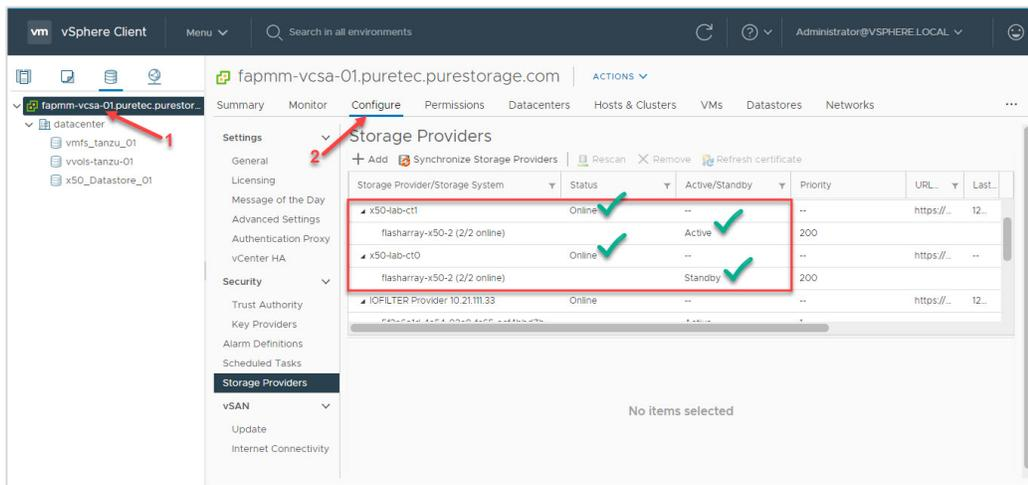 vm vSphere Client Menu Search in all environments Administrator@VSPHERE.LOCAL
fapmm-vcsa-01.puretec.purestor...
datacenter
vmfs_tanzu_01
vvols-tanzu-01
x50_Datastore_01
1
fapmm-vcsa-01.puretec.purestorage.com ACTIONS
Summary Monitor Configure Permissions Datacenters Hosts & Clusters VMs Datastores Networks ...
2
Settings
General
Licensing
Message of the Day
Advanced Settings
Authentication Proxy
vCenter HA
Security
Trust Authority
Key Providers
Alarm Definitions
Scheduled Tasks
Storage Providers
vSAN
Update
Internet Connectivity
Storage Providers
+ Add Synchronize Storage Providers Rescan Remove Refresh certificate
Storage Provider/Storage System Status Active/Standby Priority URL... Last...
x50-lab-ct1 Online -- -- https://... 12...
flasharray-x50-2 (2/2 online) Active 200
x50-lab-ct0 Online -- -- https://... --
flasharray-x50-2 (2/2 online) Standby 200
IOFILTER Provider 10.21.111.33 Online -- -- https://... 12...
No items selected